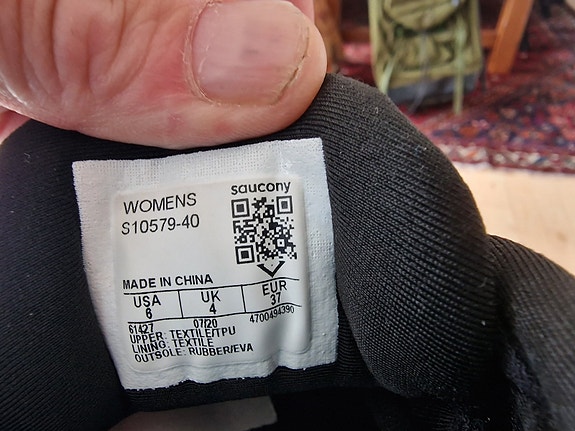 saucony
WOMENS
S10579-40
MADE IN CHINA
USA UK EUR
6 4 37
61427 07/20 4700494390
UPPER: TEXTILE/TPU
LINING: TEXTILE
OUTSOLE: RUBBER/EVA